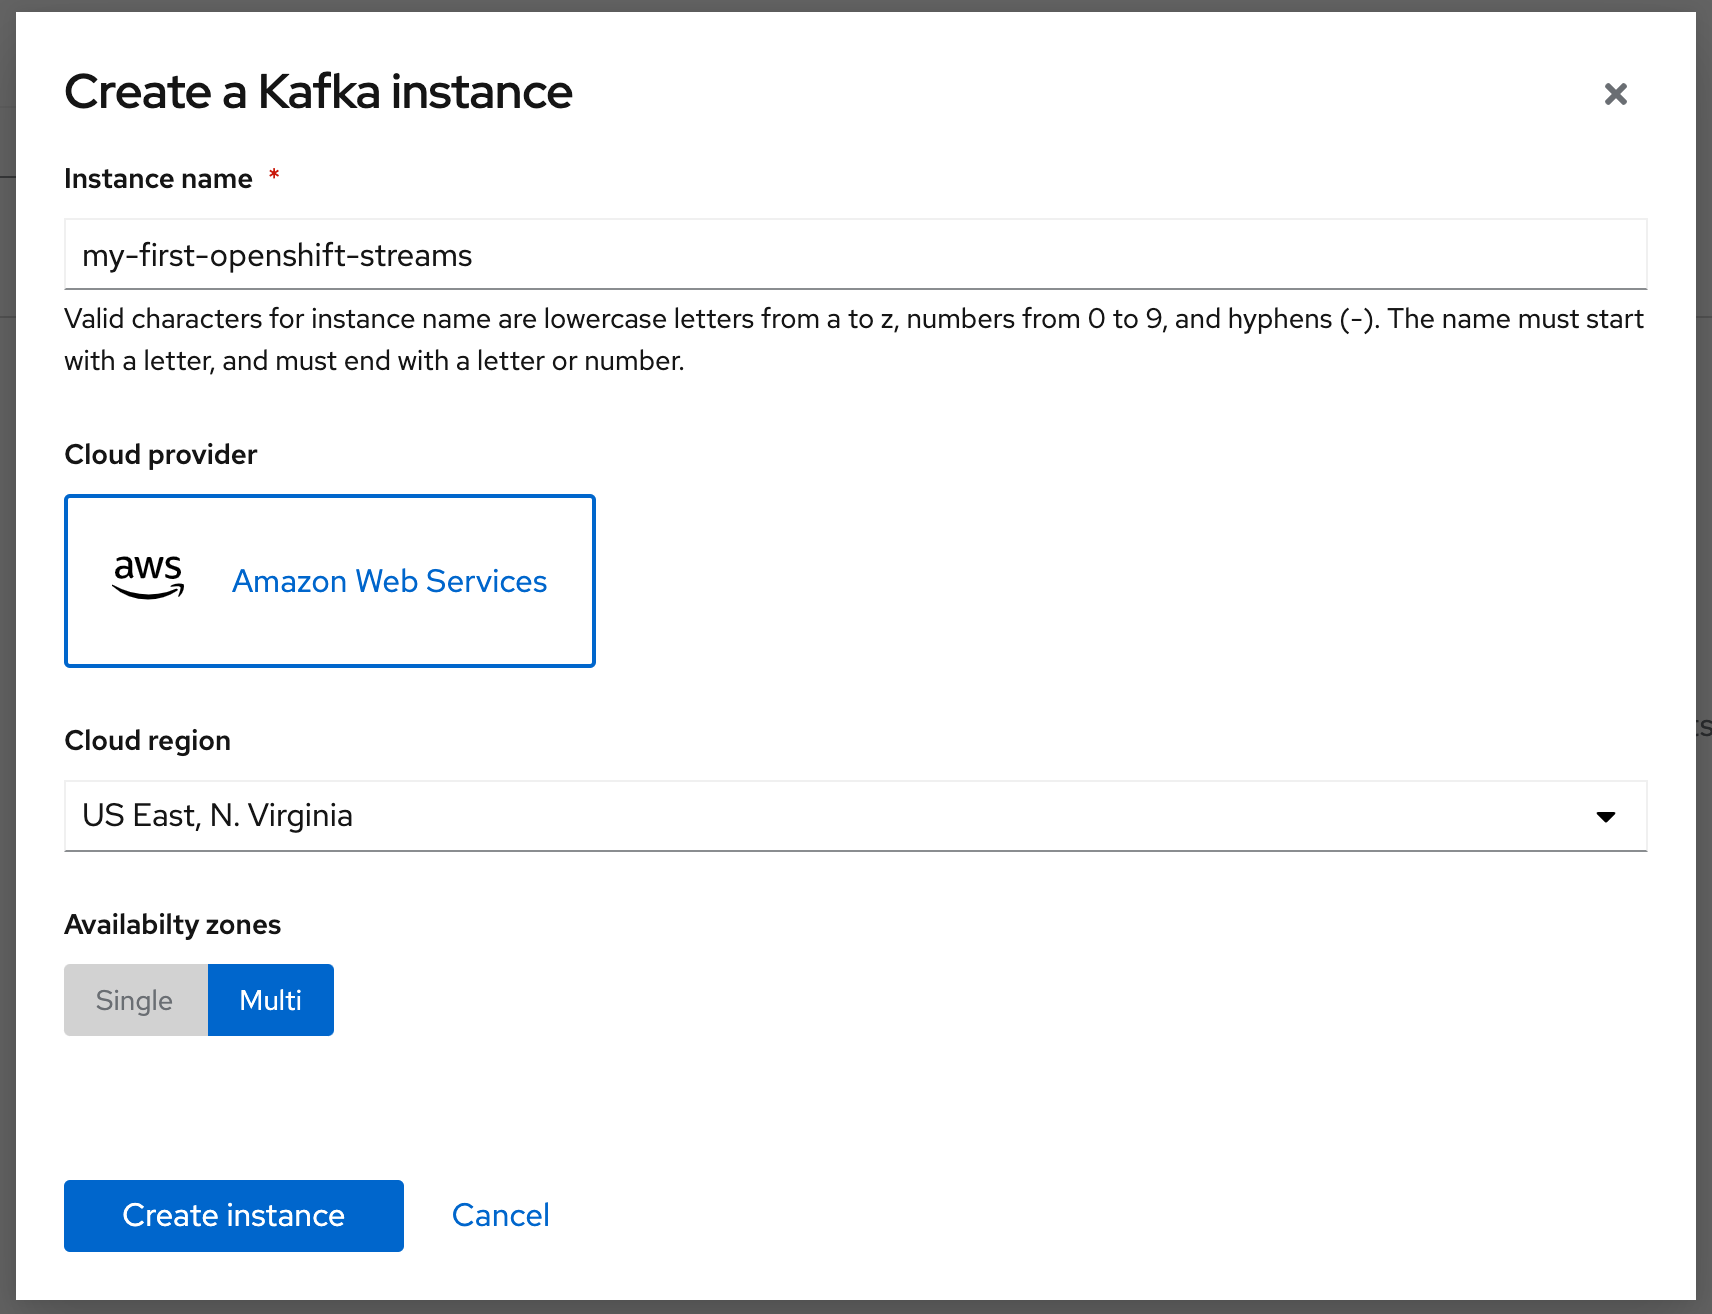 Create a Kafka instance
Instance name *
my-first-openshift-streams
Valid characters for instance name are lowercase letters from a to z, numbers from 0 to 9, and hyphens (-). The name must start
with a letter, and must end with a letter or number.
Cloud provider
aws Amazon Web Services
Cloud region
US East, N. Virginia
Availabilty zones
Single Multi
Create instance Cancel